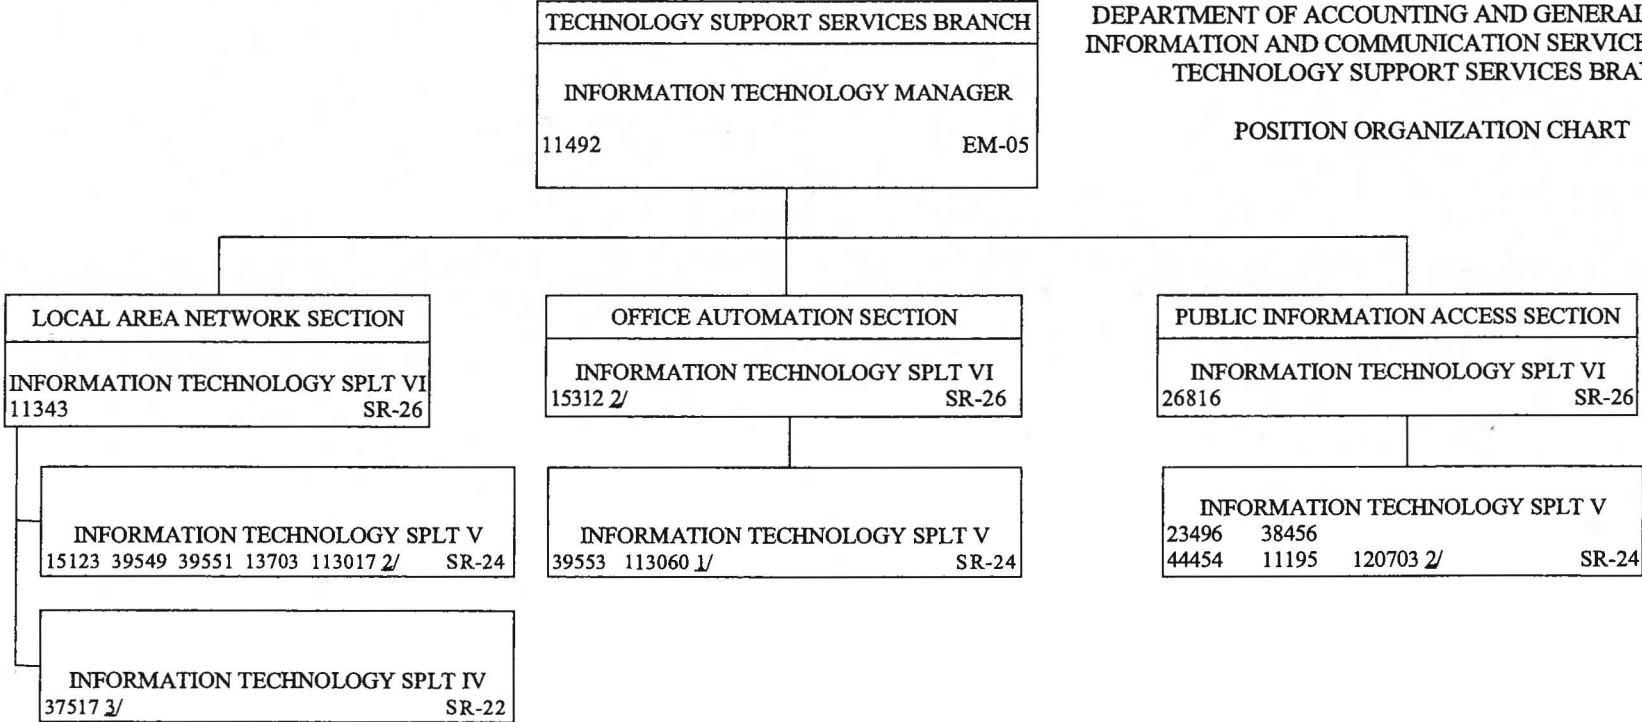 TECHNOLOGY SUPPORT SERVICES BRANCH
INFORMATION TECHNOLOGY MANAGER
11492 EM-05
DEPARTMENT OF ACCOUNTING AND GENERAL
INFORMATION AND COMMUNICATION
TECHNOLOGY SUPPORT SERVICES
POSITION ORGANIZATION CHART
LOCAL AREA NETWORK SECTION
INFORMATION TECHNOLOGY SPLT VI
11343 SR-26
INFORMATION TECHNOLOGY SPLT V
15123 39549 39551 13703 113017 2/ SR-24
INFORMATION TECHNOLOGY SPLT IV
37517 3/ SR-22
OFFICE AUTOMATION SECTION
INFORMATION TECHNOLOGY SPLT VI
15312 2/ SR-26
INFORMATION TECHNOLOGY SPLT V
39553 113060 1/ SR-24
PUBLIC INFORMATION ACCESS SECTION
INFORMATION TECHNOLOGY SPLT VI
26816 SR-26
INFORMATION TECHNOLOGY SPLT V
23496 38456
44454 11195 120703 2/ SR-24